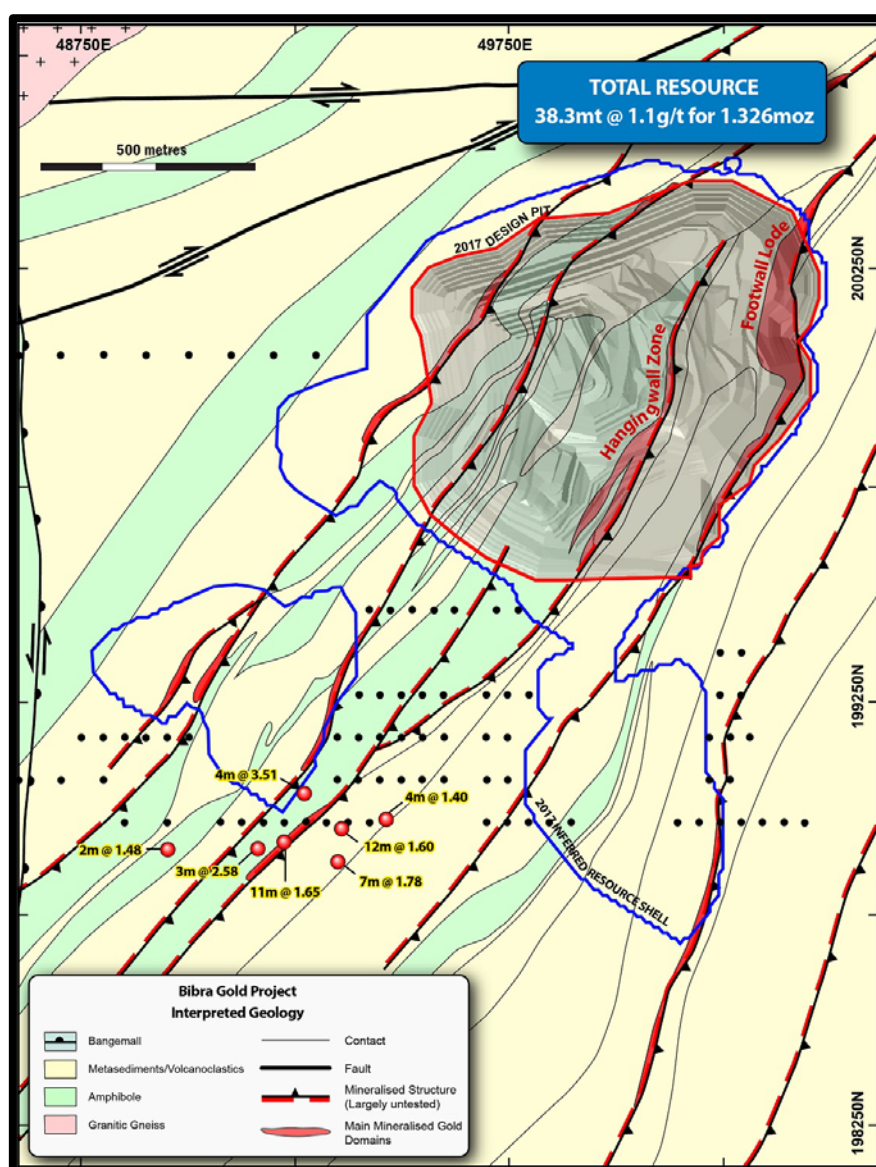 48750E
49750E
TOTAL RESOURCE
38.3mt @ 1.1g/t for 1.326moz
500 metres
2017 DESIGN PIT
Footwall Lode
200250N
Hangingwall Zone
199250N
4m @ 3.51
4m @ 1.40
2m @ 1.48
3m @ 2.58
12m @ 1.60
11m @ 1.65
7m @ 1.78
2017 INFERRED RESOURCE SHELL
Bibra Gold Project
Interpreted Geology
Bangemall
Contact
Metasediments/Volcanoclastics
Fault
Amphibole
Mineralised Structure
(Largely untested)
Granitic Gneiss
Main Mineralised Gold
Domains
198250N